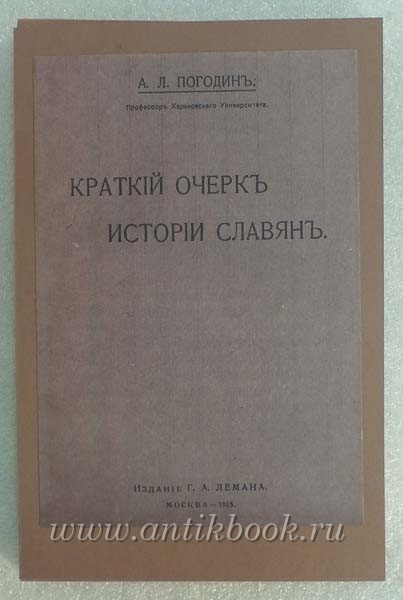 А. Л. ПОГОДИНЪ.
Профессоръ Харьковскаго Университета.
КРАТКІЙ ОЧЕРКЪ
ИСТОРІИ СЛАВЯНЪ.
Изданіе Г. А. ЛЕМАНА.
МОСКВА — 1915.
www.antikbook.ru